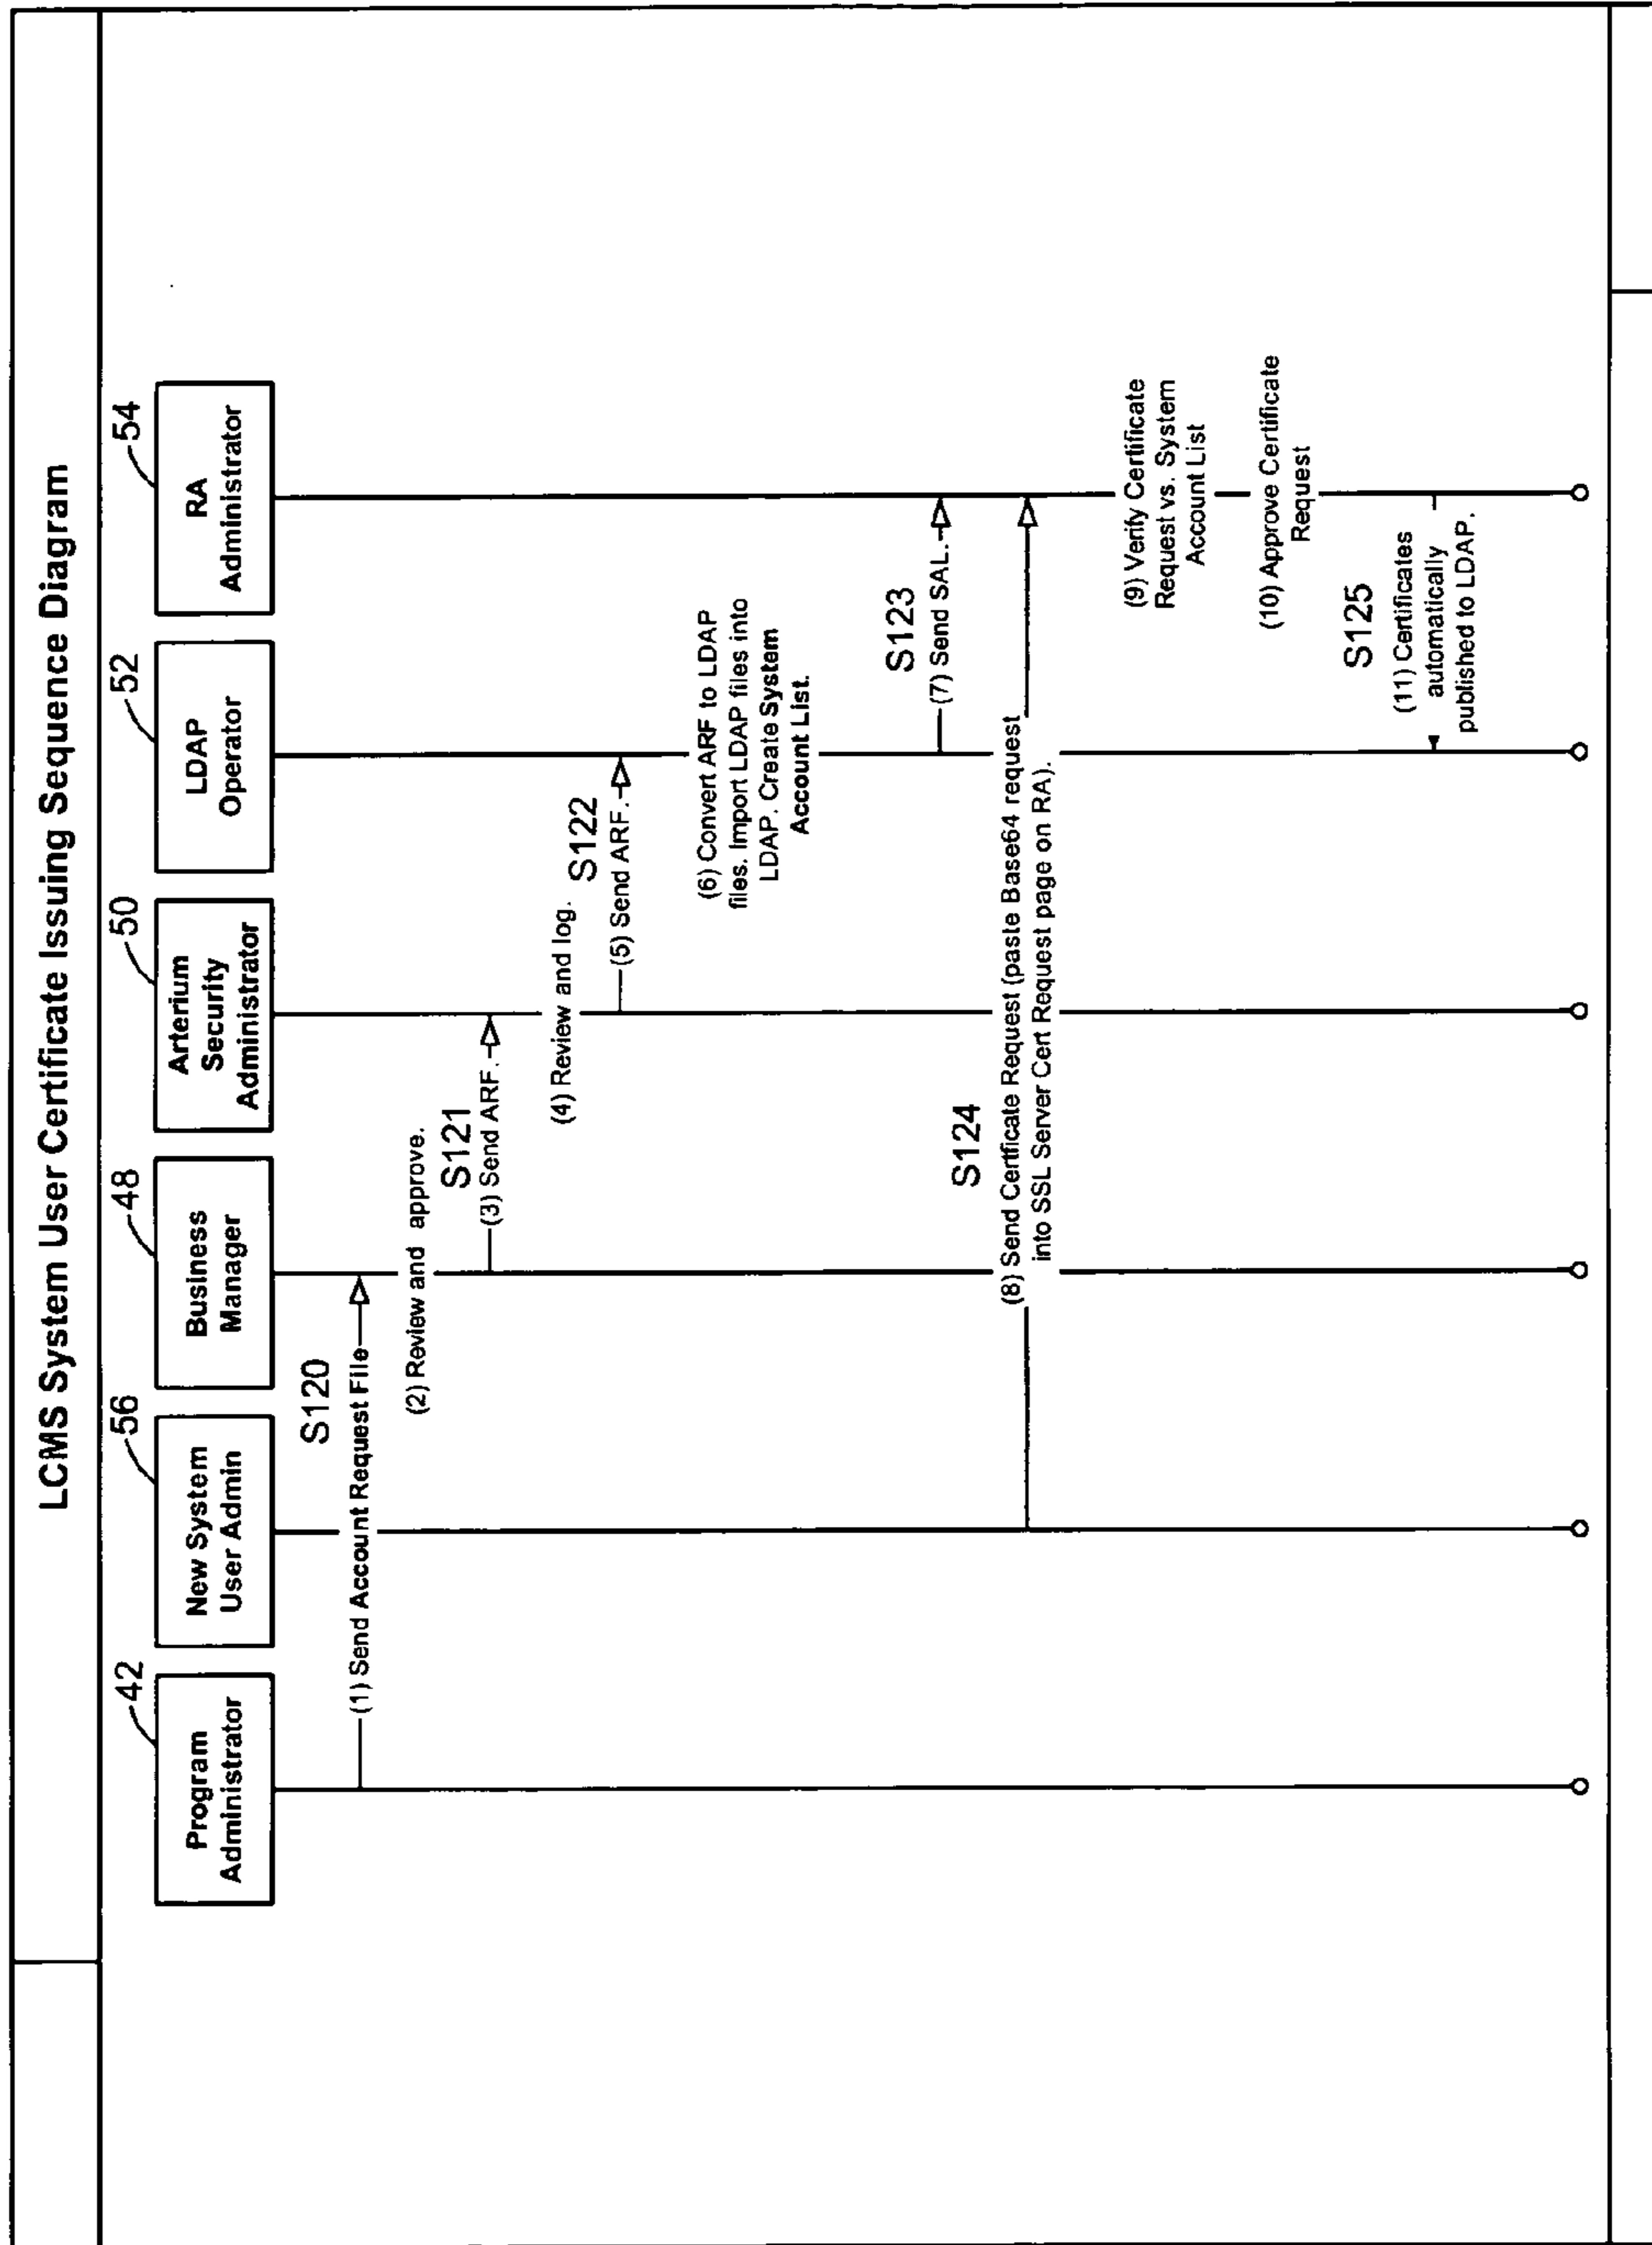 LCMS System User Certificate Issuing Sequence Diagram
42
Program
Administrator
56
New System
User Admin
48
Business
Manager
50
Arterium
Security
Administrator
52
LDAP
Operator
54
RA
Administrator
S120
(1) Send Account Request File
(2) Review and approve.
S121
(3) Send ARF.
(4) Review and log.
S122
(5) Send ARF.
(6) Convert ARF to LDAP
files. Import LDAP files into
LDAP. Create System
Account List.
S123
(7) Send SAL.
S124
(8) Send Certificate Request (paste Base64 request
into SSL Server Cert Request page on RA).
(9) Verify Certificate
Request vs. System
Account List
(10) Approve Certificate
Request
S125
(11) Certificates
automatically
published to LDAP.